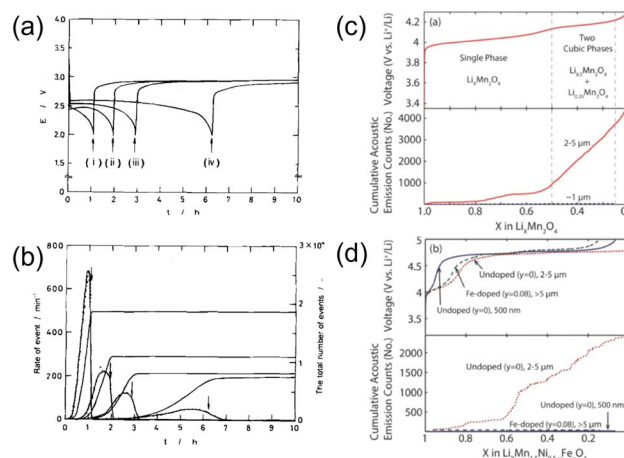 (a)
E / V
4.0
3.5
3.0
2.5
2.0
0 1 2 3 4 5 6 7 8 9 10
(i) (ii) (iii) (iv)
t / h
(b)
Rate of event / min⁻¹
800
600
400
200
0
The total number of events
3 × 10⁴
2
1
0
0 1 2 3 4 5 6 7 8 9 10
t / h
(c)
(a)
Voltage (V vs. Li⁺/Li)
4.2
4
3.8
3.6
3.4
Single Phase
LiₓMn₂O₄
Two
Cubic Phases
Li₀.₅Mn₂O₄
+
Li₀.₂₅Mn₂O₄
Cumulative Acoustic
Emission Counts (No.)
4000
3000
2000
1000
2-5 μm
~1 μm
1.0 0.8 0.6 0.4 0.2
X in LiₓMn₂O₄
(d)
(b)
Voltage (V vs. Li⁺/Li)
5
4.5
4
Undoped (y=0), 2-5 μm
Fe-doped (y=0.08), >5 μm
Undoped (y=0), 500 nm
Cumulative Acoustic
Emission Counts (No.)
2000
1500
1000
500
Undoped (y=0), 2-5 μm
Undoped (y=0), 500 nm
Fe-doped (y=0.08), >5 μm
1 0.8 0.6 0.4 0.2
X in